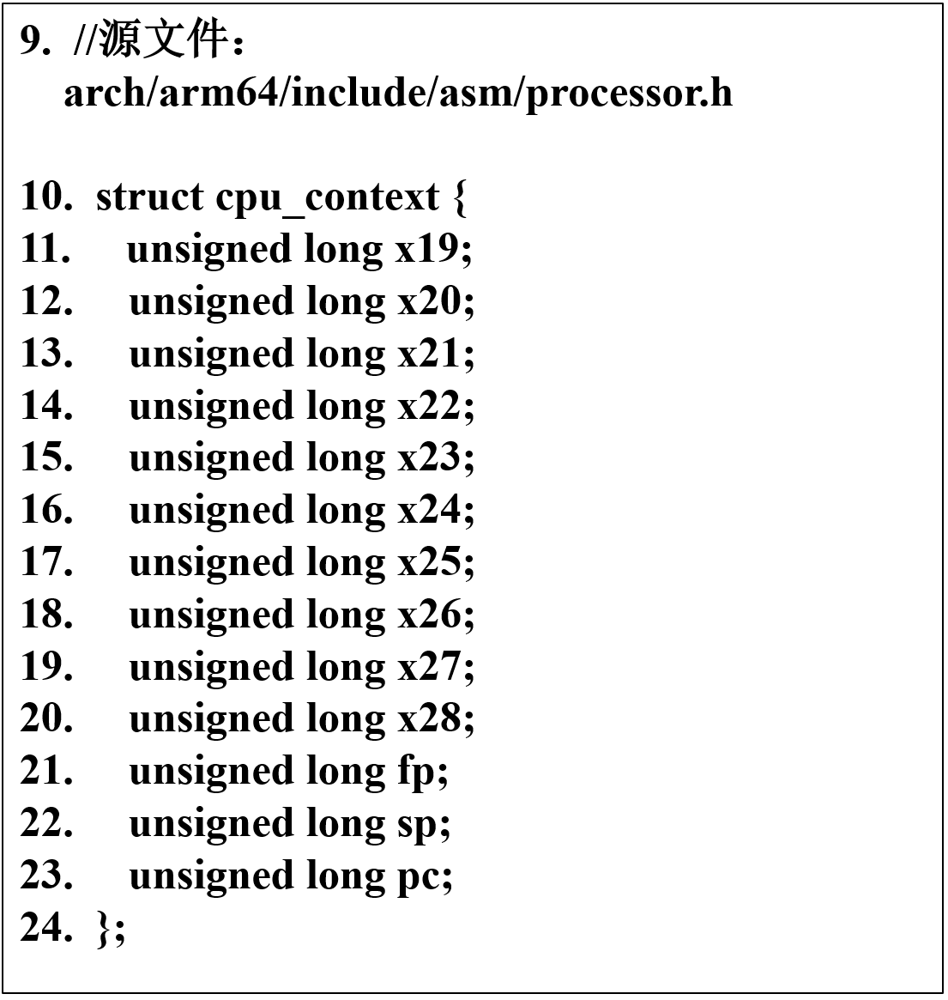 9. //源文件：
arch/arm64/include/asm/processor.h
10. struct cpu_context {
11. unsigned long x19;
12. unsigned long x20;
13. unsigned long x21;
14. unsigned long x22;
15. unsigned long x23;
16. unsigned long x24;
17. unsigned long x25;
18. unsigned long x26;
19. unsigned long x27;
20. unsigned long x28;
21. unsigned long fp;
22. unsigned long sp;
23. unsigned long pc;
24. };